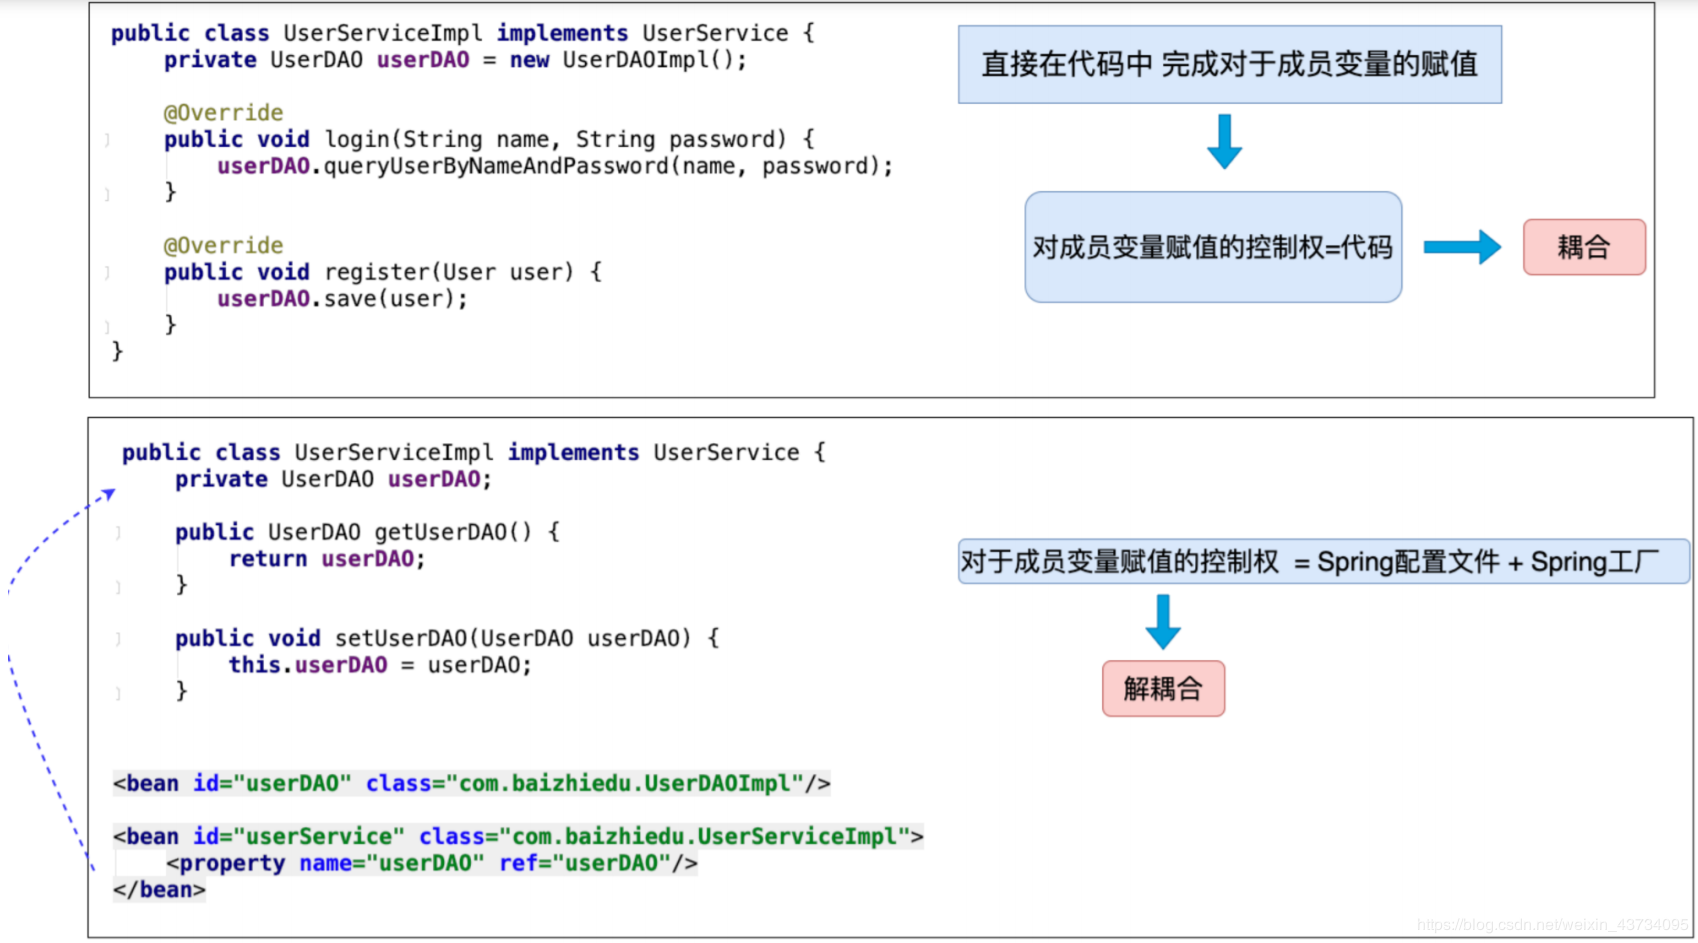 public class UserServiceImpl implements UserService {
private UserDAO userDAO = new UserDAOImpl();
@Override
public void login(String name, String password) {
userDAO.queryUserByNameAndPassword(name, password);
}
@Override
public void register(User user) {
userDAO.save(user);
}
}
直接在代码中 完成对于成员变量的赋值
对成员变量赋值的控制权=代码
耦合
public class UserServiceImpl implements UserService {
private UserDAO userDAO;
public UserDAO getUserDAO() {
return userDAO;
}
public void setUserDAO(UserDAO userDAO) {
this.userDAO = userDAO;
}
<bean id="userDAO" class="com.baizhiedu.UserDAOImpl"/>
<bean id="userService" class="com.baizhiedu.UserServiceImpl">
<property name="userDAO" ref="userDAO"/>
</bean>
对于成员变量赋值的控制权 = Spring配置文件 + Spring工厂
解耦合
https://blog.csdn.net/weixin_43734095